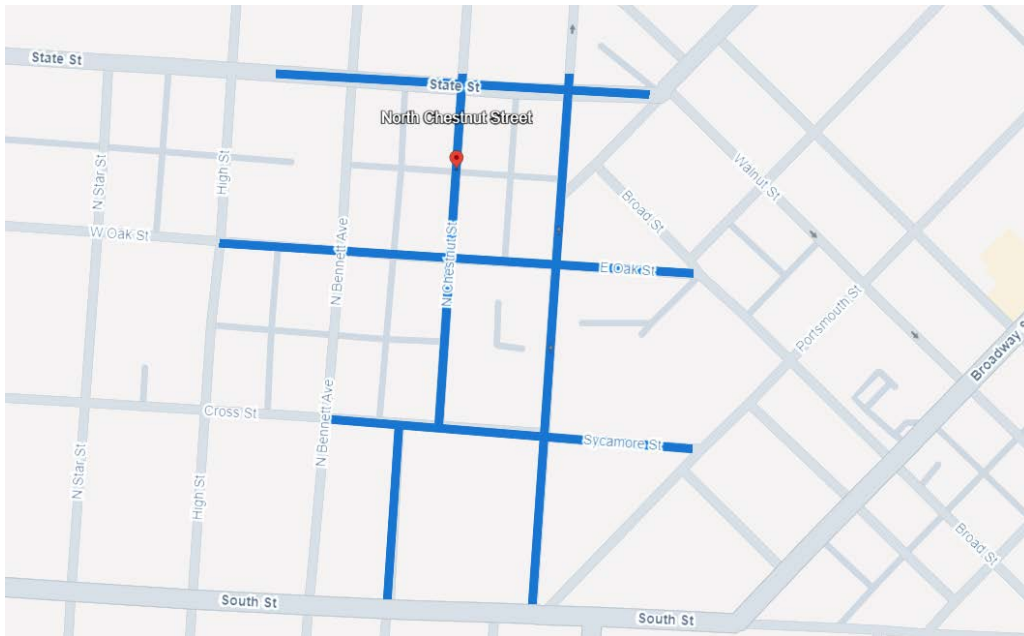 State St
State St
North Chestnut Street
N Star St
High St
Walnut St
Broad St
W Oak St
N Bennett Ave
N Chestnut St
E Oak St
Portsmouth St
Broadway S
Cross St
N Bennett Ave
Sycamore St
N Star St
High St
Broad St
South St
South St